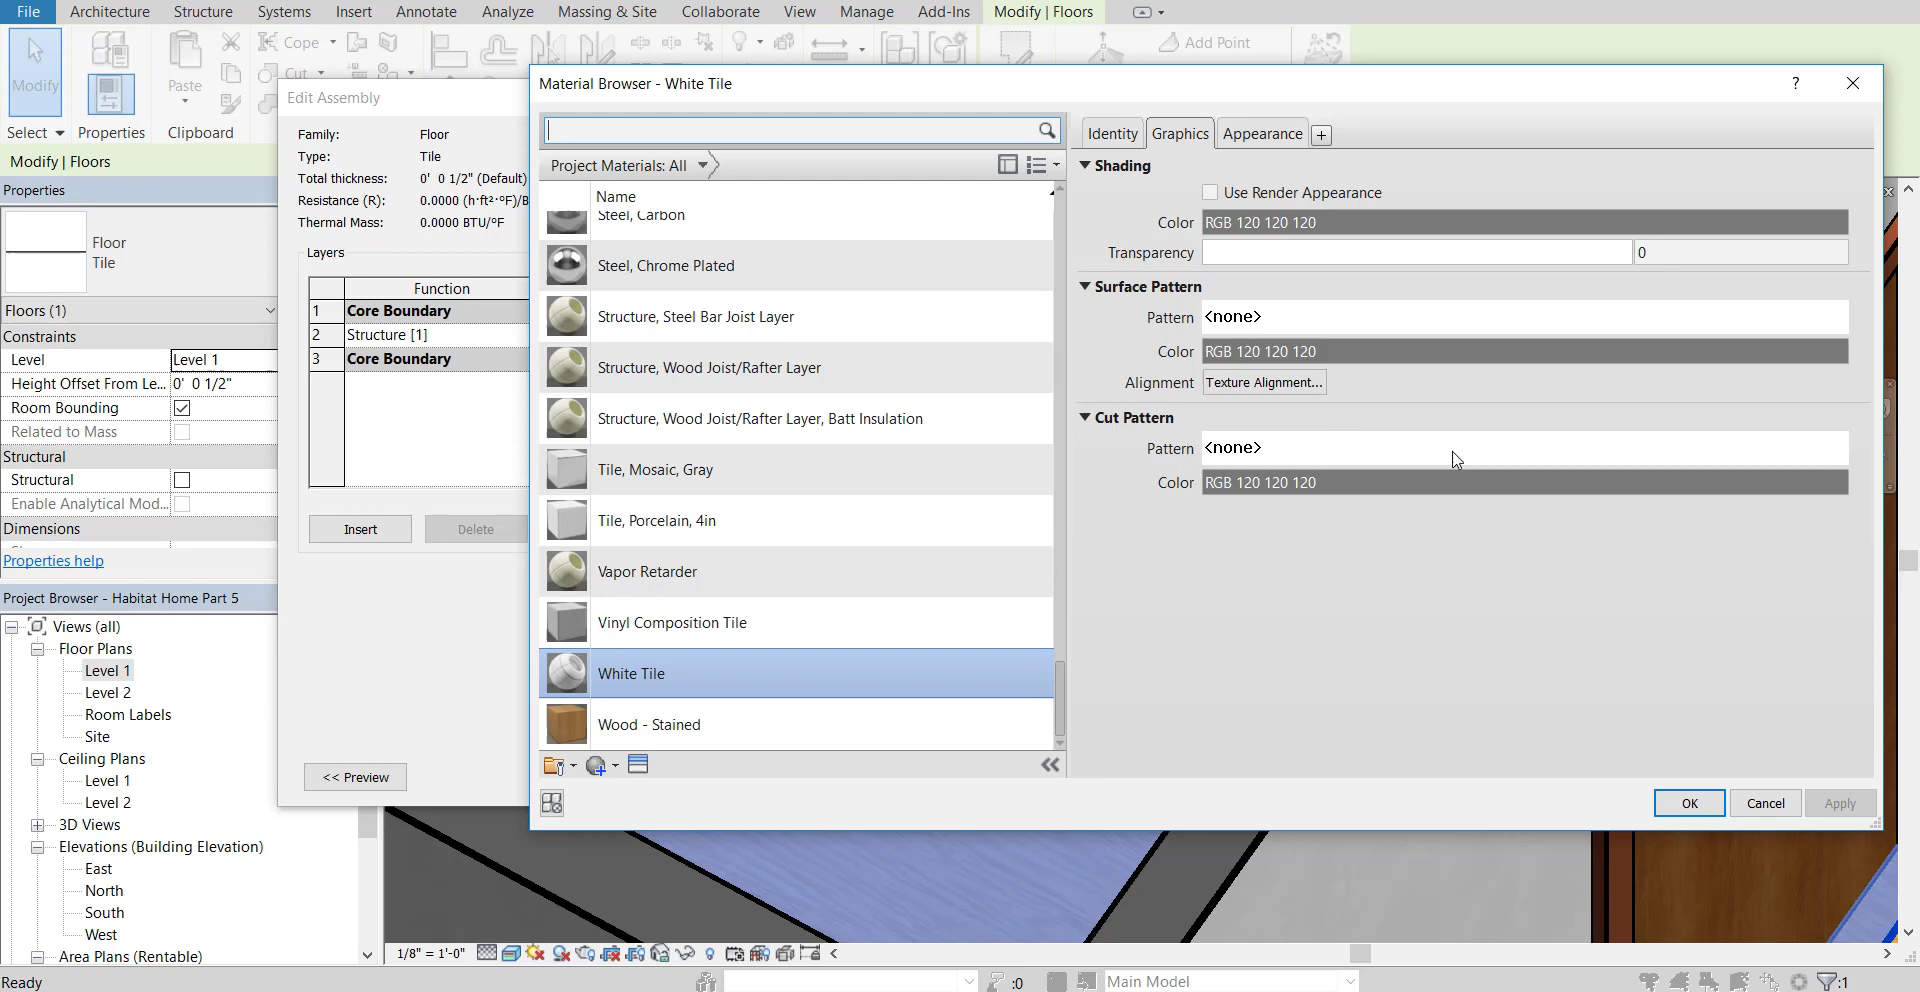 File Architecture Structure Systems Insert Annotate Analyze Massing & Site Collaborate View Manage Add-Ins Modify | Floors
Modify
Paste
Cope
Cut
Add Point
Select Properties Clipboard
Modify | Floors
Properties
Floor
Tile
Floors (1)
Constraints
Level Level 1
Height Offset From Le... 0' 0 1/2"
Room Bounding
Related to Mass
Structural
Structural
Enable Analytical Mod...
Dimensions
Properties help
Project Browser - Habitat Home Part 5
Views (all)
Floor Plans
Level 1
Level 2
Room Labels
Site
Ceiling Plans
Level 1
Level 2
3D Views
Elevations (Building Elevation)
East
North
South
West
Area Plans (Rentable)
Edit Assembly
Family: Floor
Type: Tile
Total thickness: 0' 0 1/2" (Default)
Resistance (R): 0.0000 (h·ft²·°F)/B
Thermal Mass: 0.0000 BTU/°F
Layers
Function
1 Core Boundary
2 Structure [1]
3 Core Boundary
Insert Delete
<< Preview
Material Browser - White Tile
?
Project Materials: All
Name
Steel, Carbon
Steel, Chrome Plated
Structure, Steel Bar Joist Layer
Structure, Wood Joist/Rafter Layer
Structure, Wood Joist/Rafter Layer, Batt Insulation
Tile, Mosaic, Gray
Tile, Porcelain, 4in
Vapor Retarder
Vinyl Composition Tile
White Tile
Wood - Stained
Identity Graphics Appearance +
Shading
Use Render Appearance
Color RGB 120 120 120
Transparency 0
Surface Pattern
Pattern <none>
Color RGB 120 120 120
Alignment Texture Alignment...
Cut Pattern
Pattern <none>
Color RGB 120 120 120
OK Cancel Apply
1/8" = 1'-0"
Ready
:0
Main Model
:1